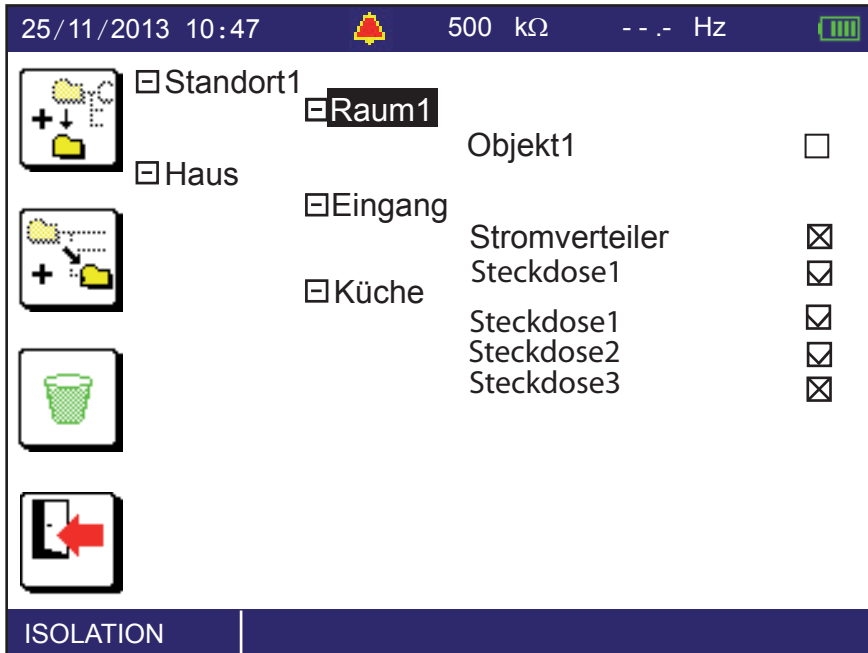 25/11/2013 10:47 500 kΩ - - .- Hz
Standort1
Raum1
Objekt1
Haus
Eingang
Stromverteiler
Steckdose1
Küche
Steckdose1
Steckdose2
Steckdose3
ISOLATION